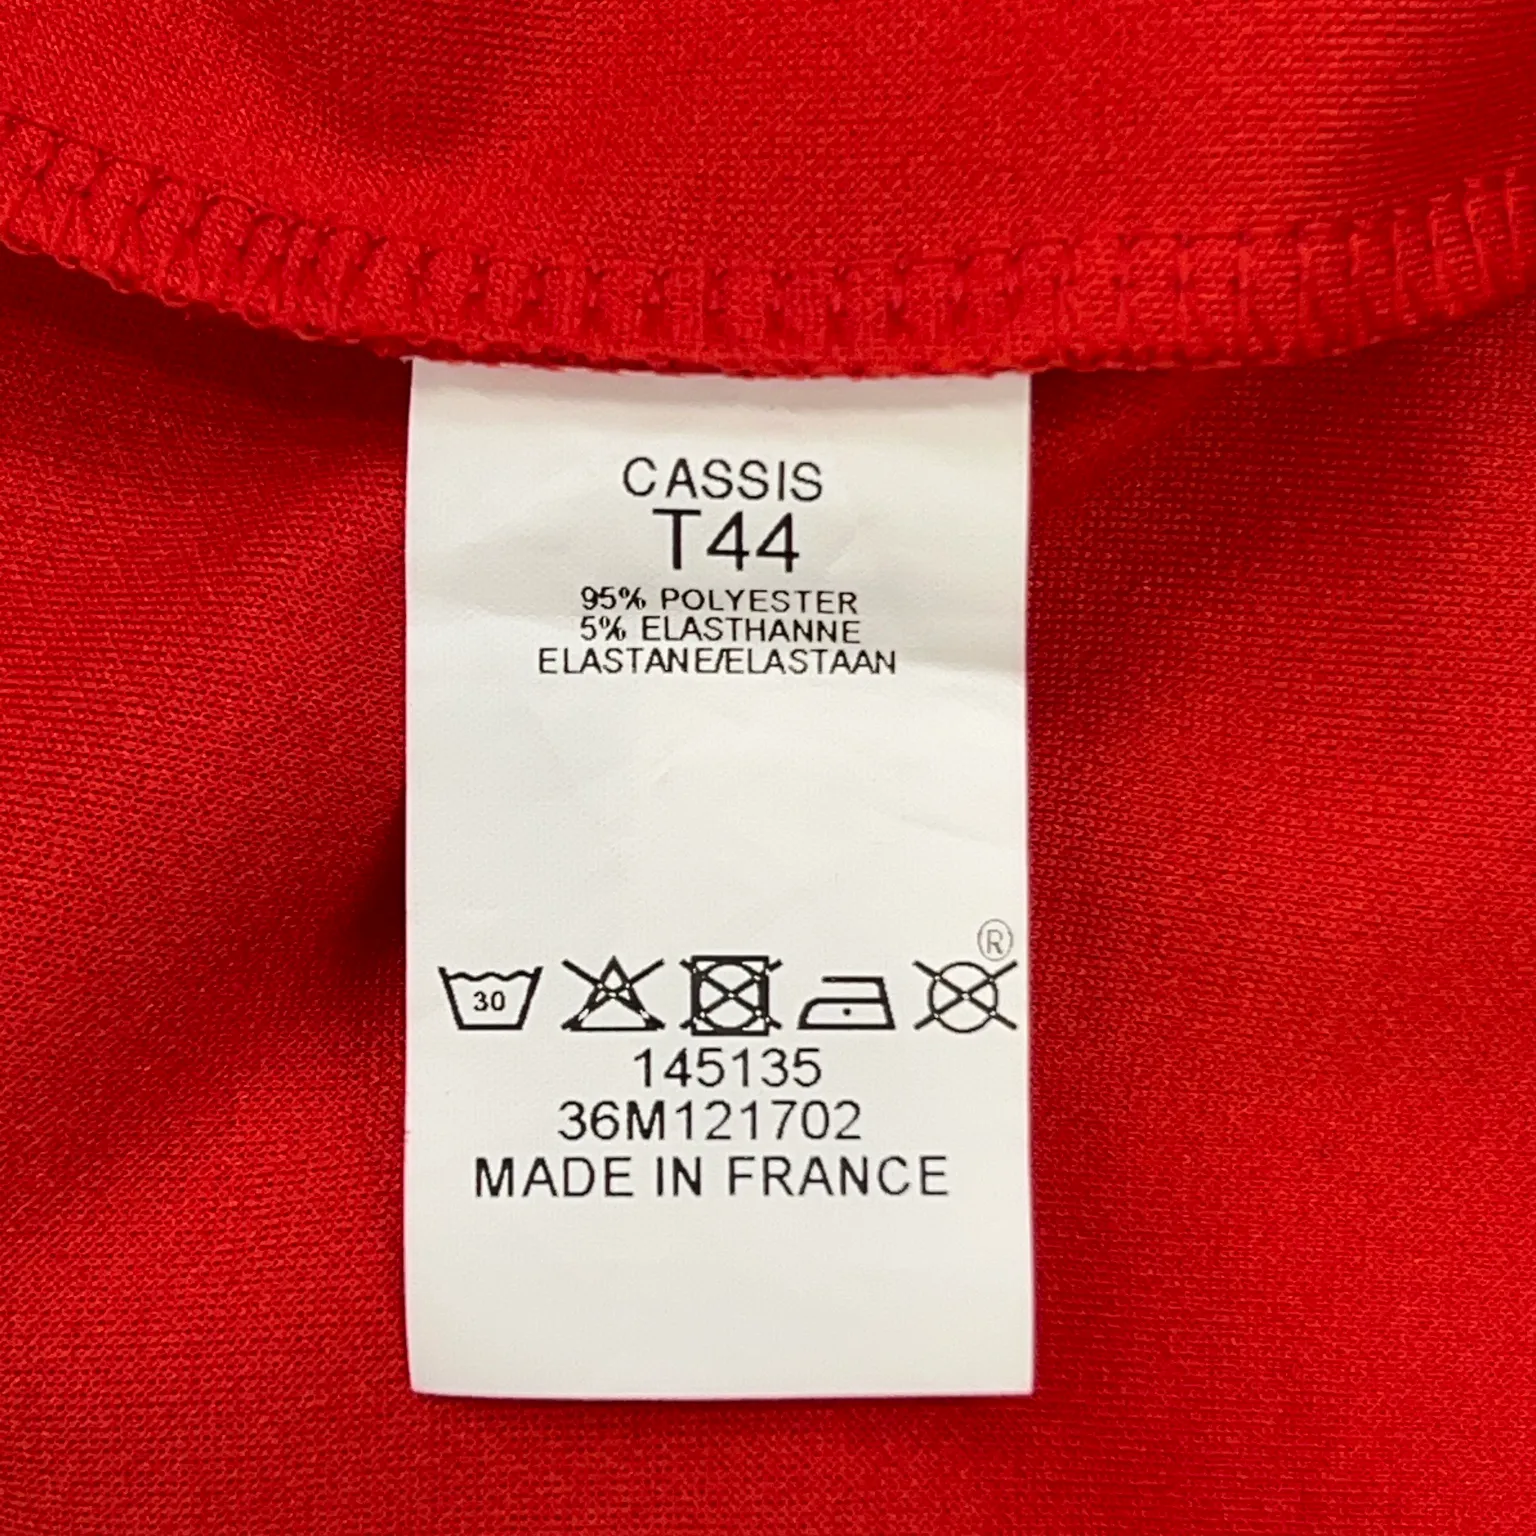 CASSIS
T44
95% POLYESTER
5% ELASTHANNE
ELASTANE/ELASTAAN
®
30
145135
36M121702
MADE IN FRANCE